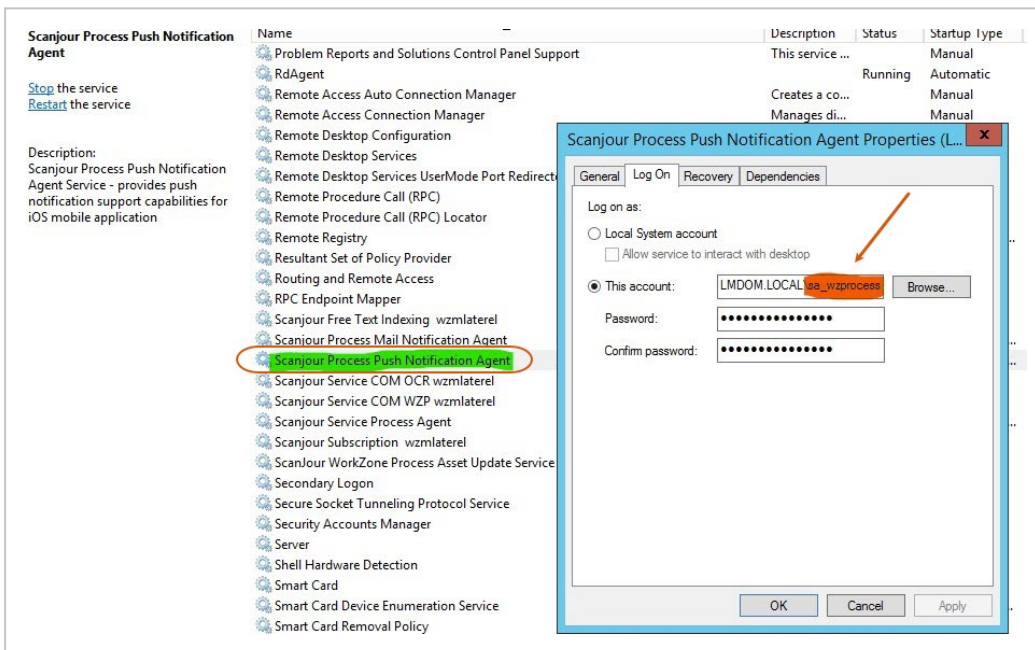 Scanjour Process Push Notification
Agent
Stop the service
Restart the service
Description:
Scanjour Process Push Notification
Agent Service - provides push
notification support capabilities for
iOS mobile application
Name Description Status Startup Type
Problem Reports and Solutions Control Panel Support This service ... Manual
RdAgent Running Automatic
Remote Access Auto Connection Manager Creates a co... Manual
Remote Access Connection Manager Manages di... Manual
Remote Desktop Configuration
Remote Desktop Services
Remote Desktop Services UserMode Port Redirect
Remote Procedure Call (RPC)
Remote Procedure Call (RPC) Locator
Remote Registry
Resultant Set of Policy Provider
Routing and Remote Access
RPC Endpoint Mapper
Scanjour Free Text Indexing wzmlaterel
Scanjour Process Mail Notification Agent
Scanjour Process Push Notification Agent
Scanjour Service COM OCR wzmlaterel
Scanjour Service COM WZP wzmlaterel
Scanjour Service Process Agent
Scanjour Subscription wzmlaterel
ScanJour WorkZone Process Asset Update Service
Secondary Logon
Secure Socket Tunneling Protocol Service
Security Accounts Manager
Server
Shell Hardware Detection
Smart Card
Smart Card Device Enumeration Service
Smart Card Removal Policy
Scanjour Process Push Notification Agent Properties (L... x
General Log On Recovery Dependencies
Log on as:
Local System account
Allow service to interact with desktop
This account: LMDOM.LOCAL\sa_wzprocess Browse...
Password: ●●●●●●●●●●●●●●●
Confirm password: ●●●●●●●●●●●●●●●
OK Cancel Apply